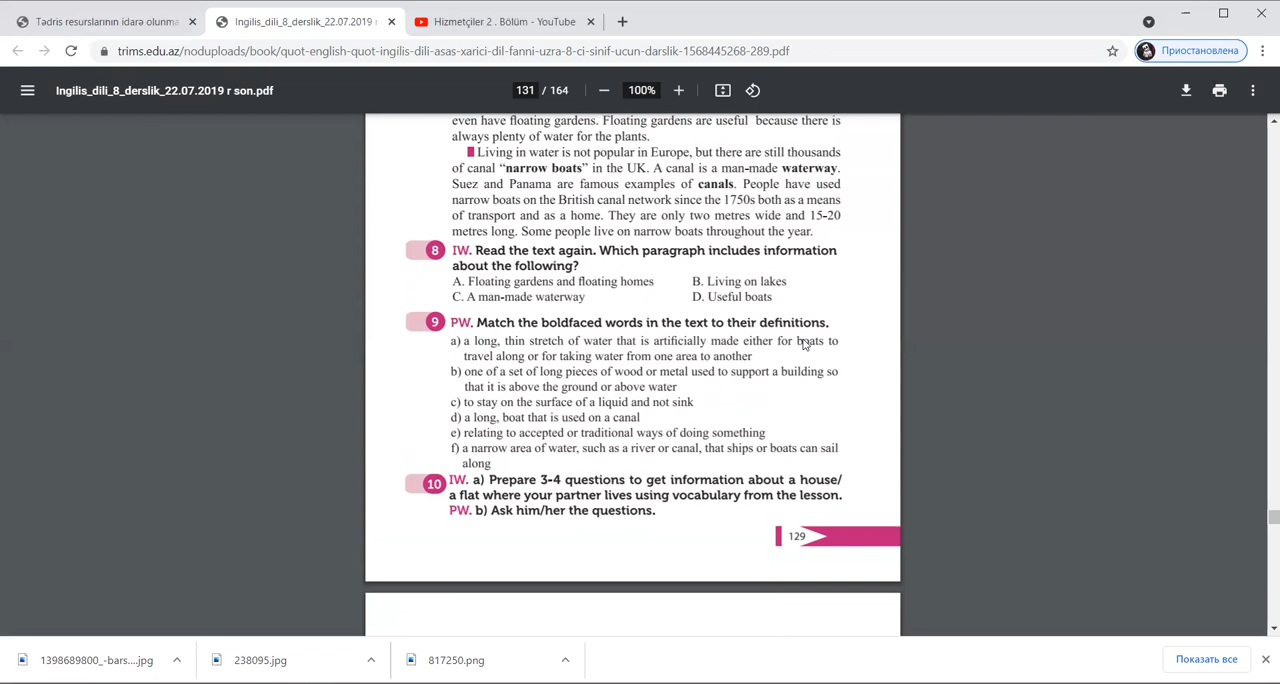 Tədris resurslarının idarə olunma
Ingilis_dili_8_derslik_22.07.2019 r
Hizmetçiler 2 . Bölüm - YouTube
trims.edu.az/noduploads/book/quot-english-quot-ingilis-dili-asas-xarici-dil-fanni-uzra-8-ci-sinif-ucun-darslik-1568445268-289.pdf
Приостановлена
Ingilis_dili_8_derslik_22.07.2019 r son.pdf
131 / 164
100%
even have floating gardens. Floating gardens are useful because there is
always plenty of water for the plants.
Living in water is not popular in Europe, but there are still thousands
of canal “narrow boats” in the UK. A canal is a man-made waterway.
Suez and Panama are famous examples of canals. People have used
narrow boats on the British canal network since the 1750s both as a means
of transport and as a home. They are only two metres wide and 15-20
metres long. Some people live on narrow boats throughout the year.
8 IW. Read the text again. Which paragraph includes information
about the following?
A. Floating gardens and floating homes B. Living on lakes
C. A man-made waterway D. Useful boats
9 PW. Match the boldfaced words in the text to their definitions.
a) a long, thin stretch of water that is artificially made either for boats to
travel along or for taking water from one area to another
b) one of a set of long pieces of wood or metal used to support a building so
that it is above the ground or above water
c) to stay on the surface of a liquid and not sink
d) a long, boat that is used on a canal
e) relating to accepted or traditional ways of doing something
f) a narrow area of water, such as a river or canal, that ships or boats can sail
along
10 IW. a) Prepare 3-4 questions to get information about a house/
a flat where your partner lives using vocabulary from the lesson.
PW. b) Ask him/her the questions.
129
1398689800_-bars....jpg
238095.jpg
817250.png
Показать все